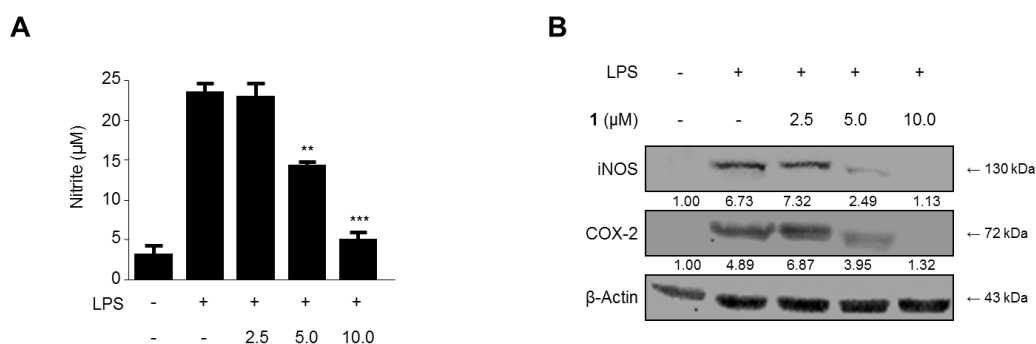 A
Nitrite (µM)
25
20
15
10
5
0
**
***
LPS - + + + +
- - 2.5 5.0 10.0
B
LPS - + + + +
1 (µM) - - 2.5 5.0 10.0
iNOS ← 130 kDa
1.00 6.73 7.32 2.49 1.13
COX-2 ← 72 kDa
1.00 4.89 6.87 3.95 1.32
β-Actin ← 43 kDa